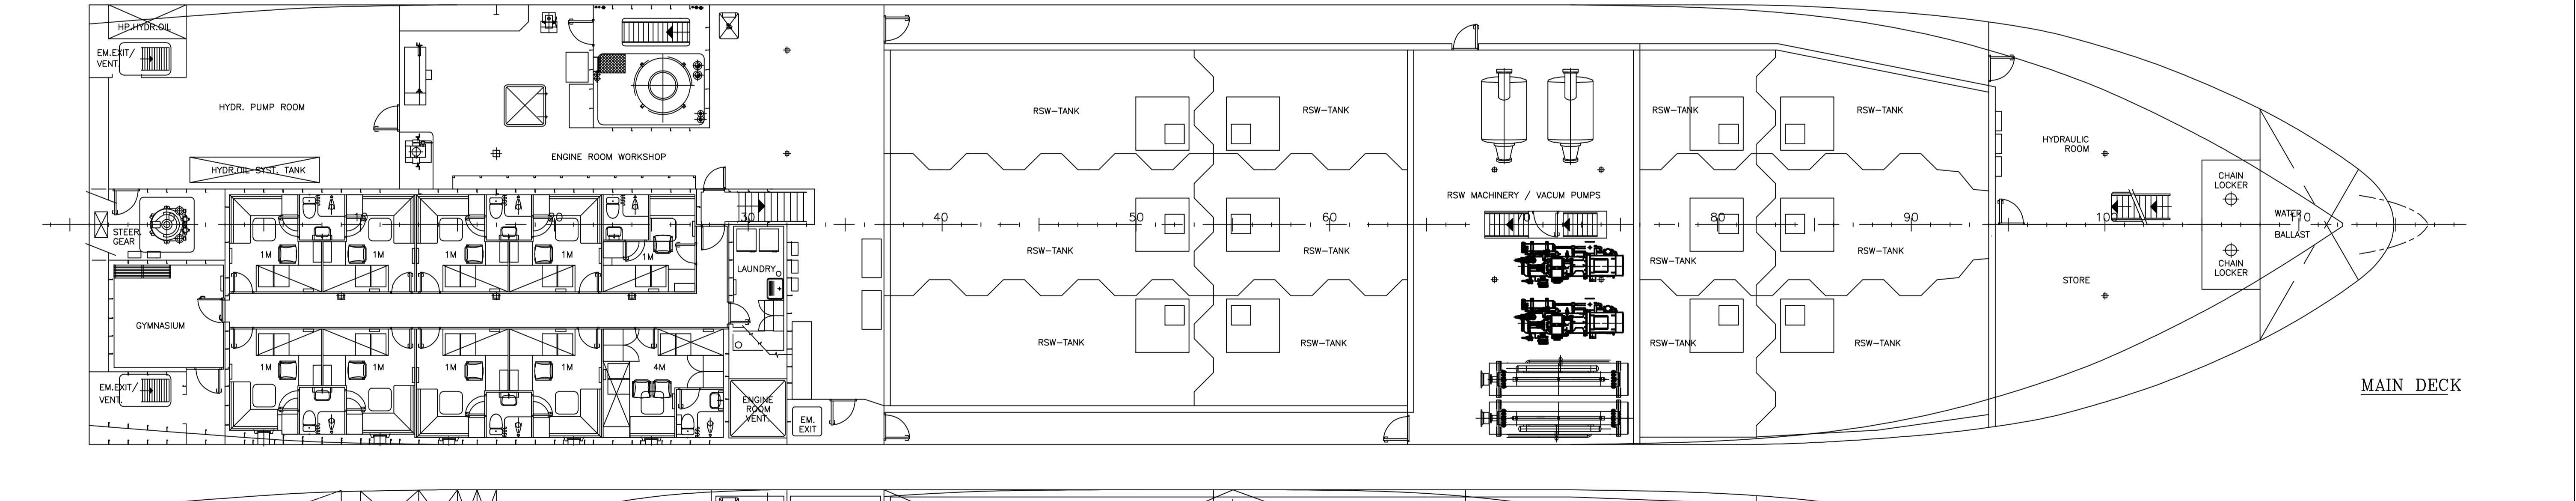 HP.HYDR.OIL
EM.EXIT/
VENT.
HYDR. PUMP ROOM
HYDR.OIL-SYST. TANK
ENGINE ROOM WORKSHOP
RSW-TANK
RSW-TANK
RSW-TANK
RSW-TANK
HYDRAULIC
ROOM
RSW MACHINERY / VACUM PUMPS
CHAIN
LOCKER
STEER.
GEAR
10
20
30
40
50
60
70
80
90
100
110
WATER
BALLAST
1M
1M
1M
1M
1M
LAUNDRY
RSW-TANK
RSW-TANK
RSW-TANK
RSW-TANK
CHAIN
LOCKER
STORE
GYMNASIUM
RSW-TANK
RSW-TANK
RSW-TANK
RSW-TANK
1M
1M
1M
1M
4M
EM.EXIT/
VENT.
ENGINE
ROOM
VENT.
EM.
EXIT
MAIN DECK